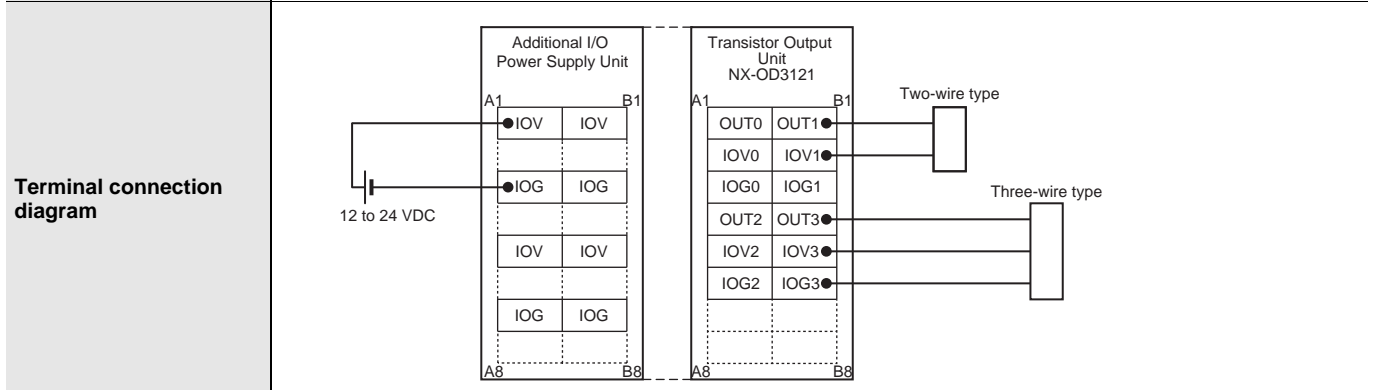 Terminal connection
diagram
Additional I/O
Power Supply Unit
A1 B1
IOV IOV
IOG IOG
IOV IOV
IOG IOG
A8 B8
12 to 24 VDC
Transistor Output
Unit
NX-OD3121
A1 B1
OUT0 OUT1
IOV0 IOV1
IOG0 IOG1
OUT2 OUT3
IOV2 IOV3
IOG2 IOG3
A8 B8
Two-wire type
Three-wire type